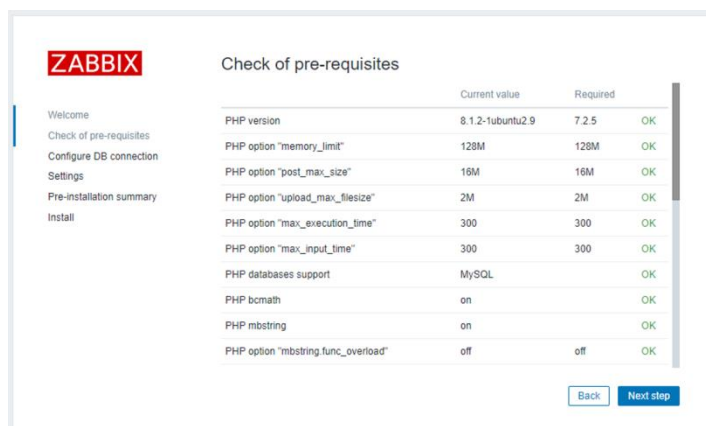 ZABBIX
Welcome
Check of pre-requisites
Configure DB connection
Settings
Pre-installation summary
Install
Check of pre-requisites
Current value Required
PHP version 8.1.2-1ubuntu2.9 7.2.5 OK
PHP option "memory_limit" 128M 128M OK
PHP option "post_max_size" 16M 16M OK
PHP option "upload_max_filesize" 2M 2M OK
PHP option "max_execution_time" 300 300 OK
PHP option "max_input_time" 300 300 OK
PHP databases support MySQL OK
PHP bcmath on OK
PHP mbstring on OK
PHP option "mbstring.func_overload" off off OK
Back Next step